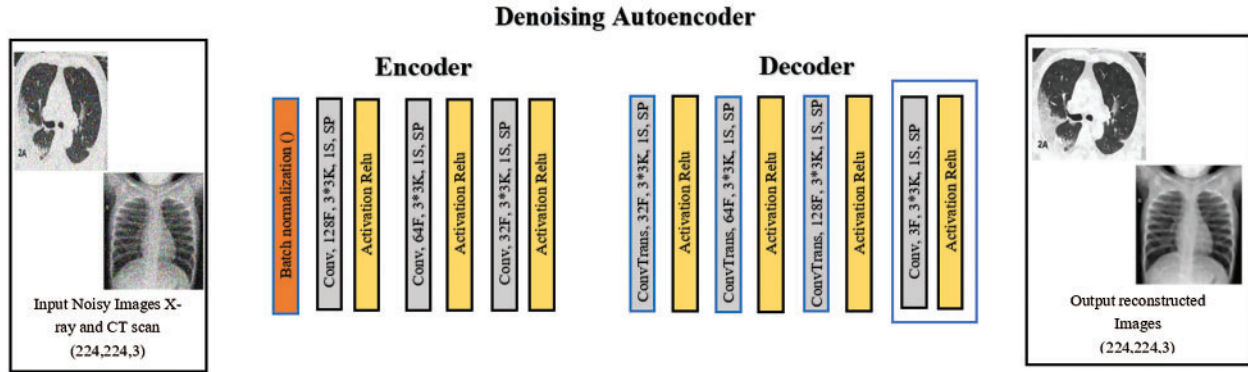 Denoising Autoencoder
Encoder
Decoder
2A
Input Noisy Images X-
ray and CT scan
(224,224,3)
Batch normalization ()
Conv, 128F, 3*3K, 1S, SP
Activation Relu
Conv, 64F, 3*3K, 1S, SP
Activation Relu
Conv, 32F, 3*3K, 1S, SP
Activation Relu
ConvTrans, 32F, 3*3K, 1S, SP
Activation Relu
ConvTrans, 64F, 3*3K, 1S, SP
Activation Relu
ConvTrans, 128F, 3*3K, 1S, SP
Activation Relu
Conv, 3F, 3*3K, 1S, SP
Activation Relu
2A
Output reconstructed
Images
(224,224,3)